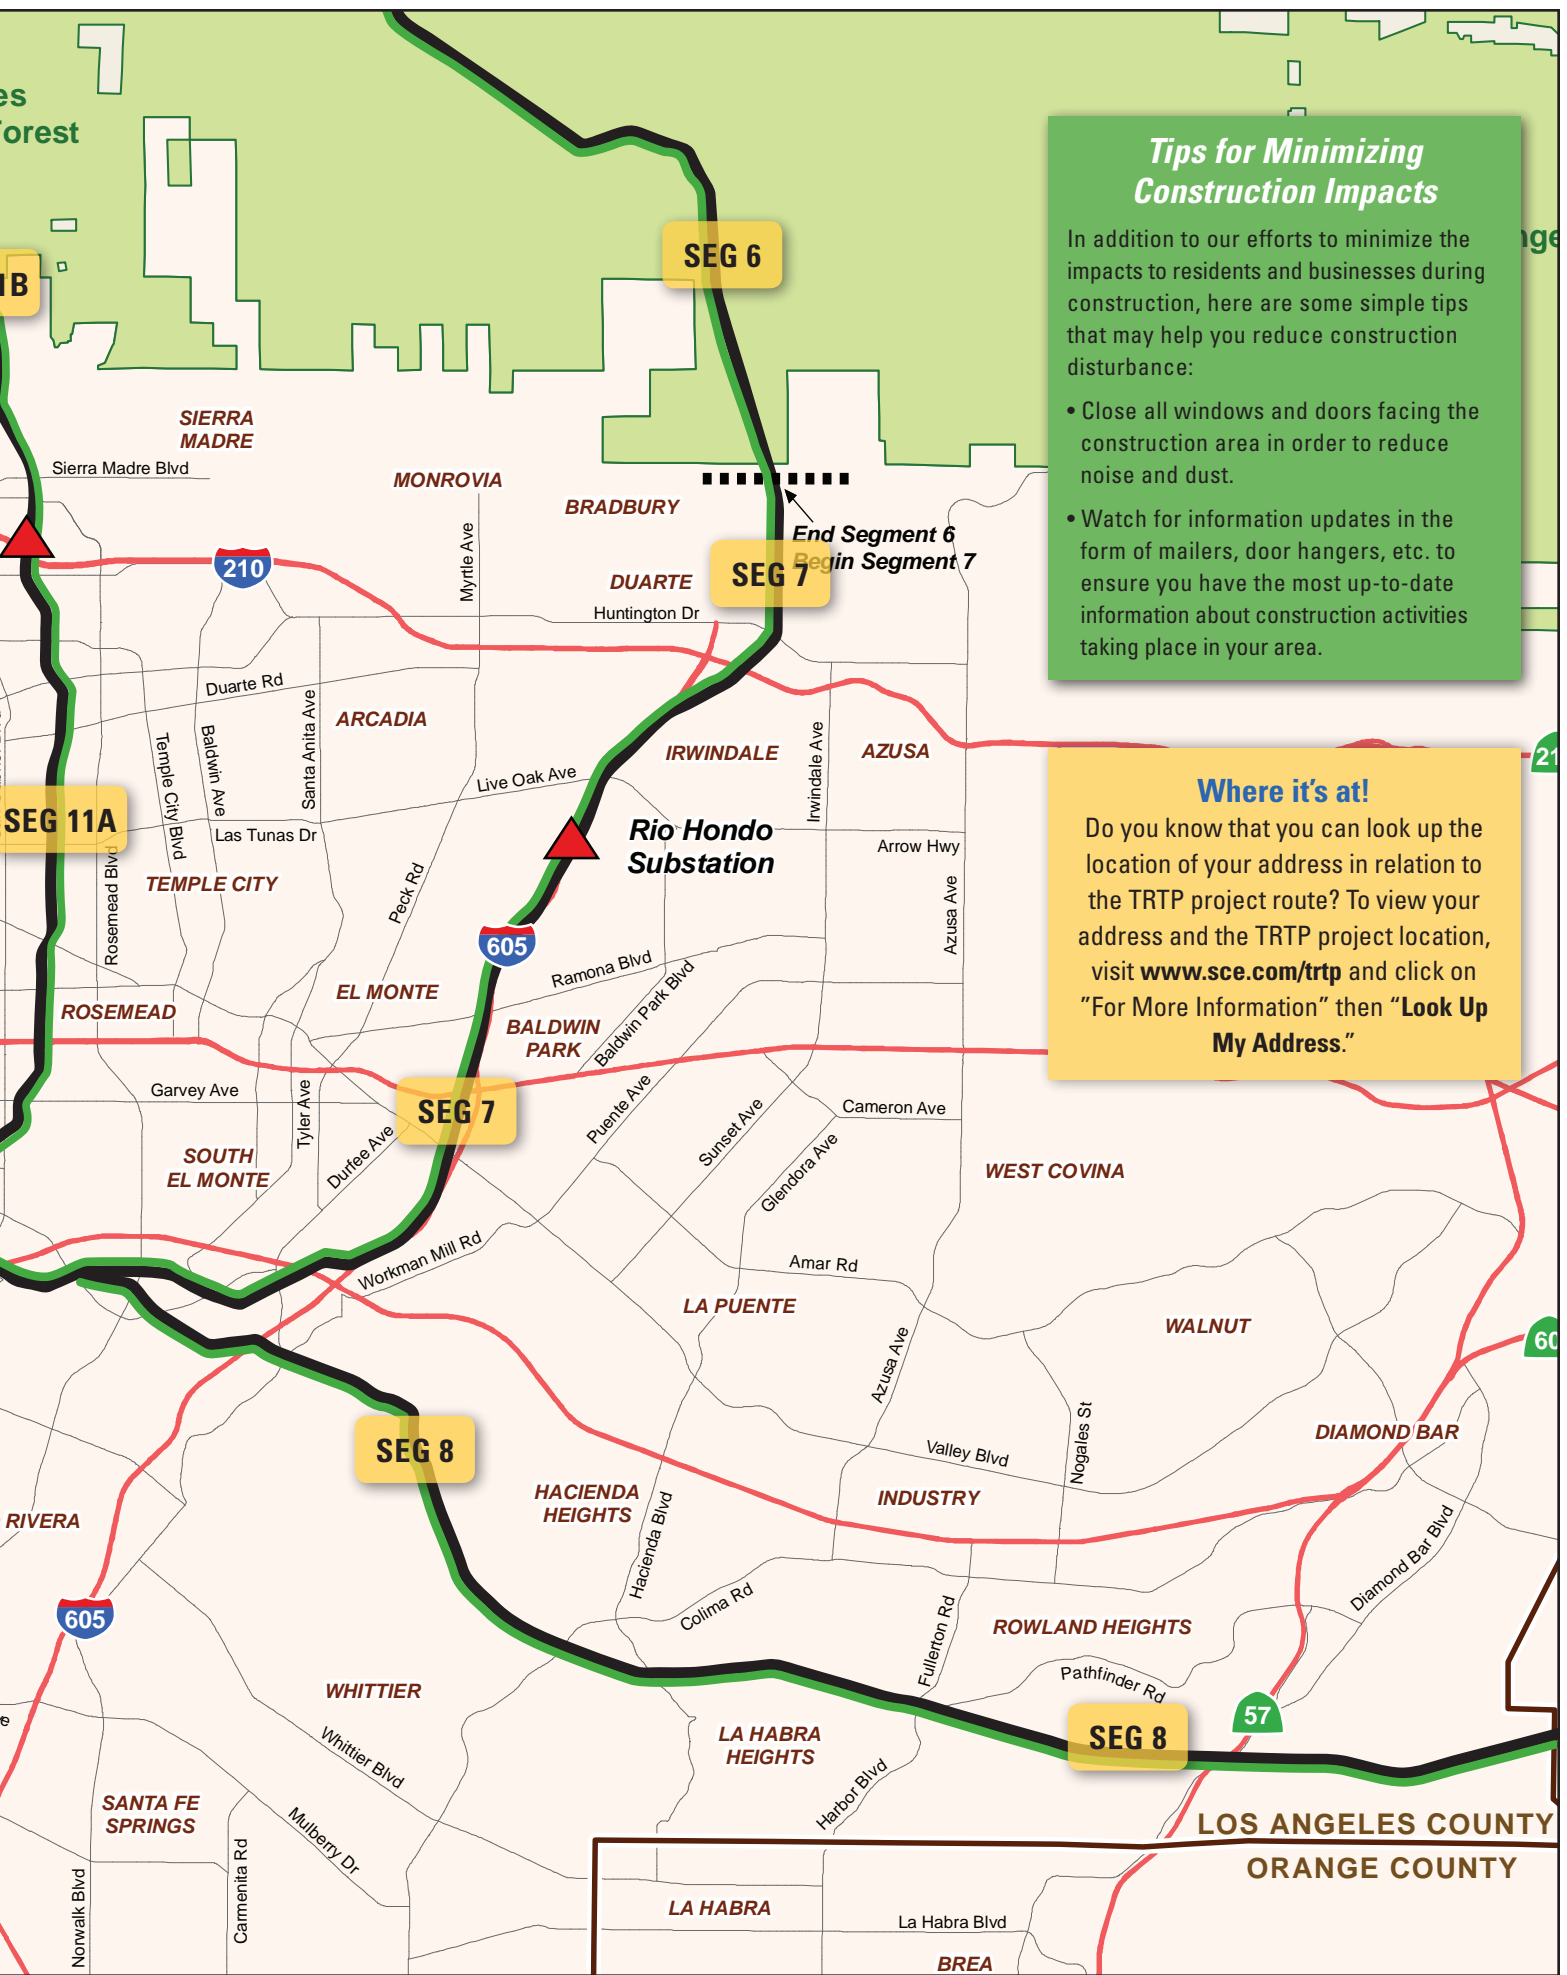 es
Forest
Tips for Minimizing
Construction Impacts
In addition to our efforts to minimize the
impacts to residents and businesses during
construction, here are some simple tips
that may help you reduce construction
disturbance:
• Close all windows and doors facing the
construction area in order to reduce
noise and dust.
• Watch for information updates in the
form of mailers, door hangers, etc. to
ensure you have the most up-to-date
information about construction activities
taking place in your area.
nge
SEG 6
1B
SIERRA
MADRE
Sierra Madre Blvd
MONROVIA
BRADBURY
End Segment 6
Begin Segment 7
SEG 7
210
Myrtle Ave
DUARTE
Huntington Dr
Duarte Rd
Santa Anita Ave
ARCADIA
Temple City Blvd
Baldwin Ave
IRWINDALE
Irwindale Ave
AZUSA
21
Live Oak Ave
SEG 11A
Las Tunas Dr
Rio Hondo
Substation
Arrow Hwy
Where it's at!
Do you know that you can look up the
location of your address in relation to
the TRTP project route? To view your
address and the TRTP project location,
visit www.sce.com/trtp and click on
"For More Information" then “Look Up
My Address.”
Rosemead Blvd
TEMPLE CITY
Peck Rd
Azusa Ave
605
Ramona Blvd
EL MONTE
ROSEMEAD
BALDWIN
PARK
Baldwin Park Blvd
Garvey Ave
Tyler Ave
SEG 7
Puente Ave
Cameron Ave
Sunset Ave
Durfee Ave
Glendora Ave
SOUTH
EL MONTE
WEST COVINA
Workman Mill Rd
Amar Rd
LA PUENTE
WALNUT
60
Azusa Ave
SEG 8
Nogales St
DIAMOND BAR
Valley Blvd
HACIENDA
HEIGHTS
INDUSTRY
Hacienda Blvd
RIVERA
Diamond Bar Blvd
605
Colima Rd
Fullerton Rd
ROWLAND HEIGHTS
Pathfinder Rd
WHITTIER
57
SEG 8
Whittier Blvd
LA HABRA
HEIGHTS
Harbor Blvd
SANTA FE
SPRINGS
Mulberry Dr
LOS ANGELES COUNTY
ORANGE COUNTY
Norwalk Blvd
Carmenita Rd
LA HABRA
La Habra Blvd
BREA